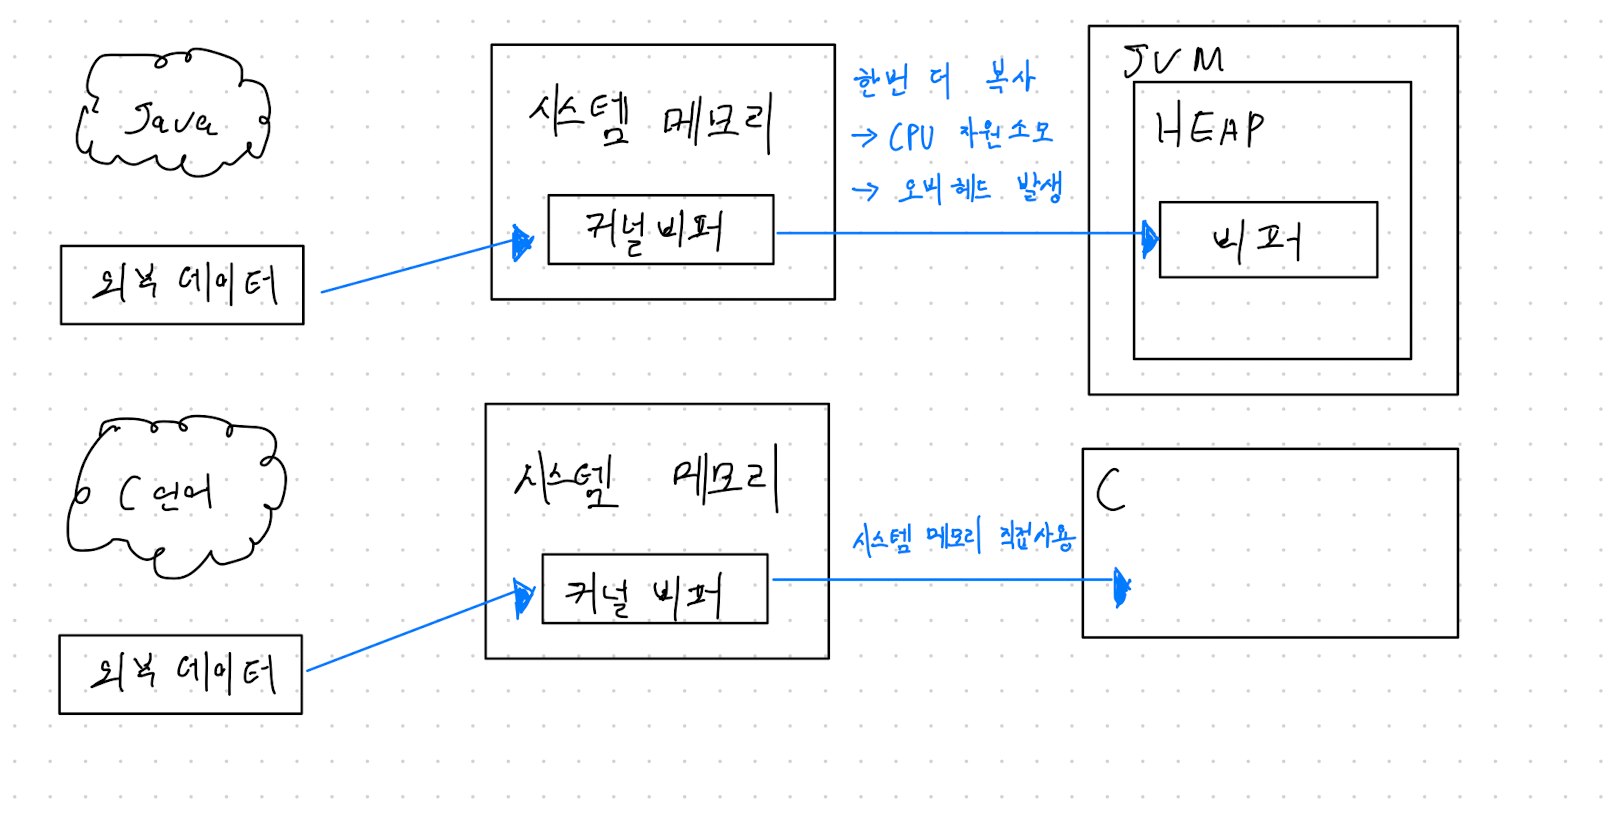 Java
시스템 메모리
커널 버퍼
외부 데이터
한번 더 복사
→ CPU 자원소모
→ 오버헤드 발생
JVM
HEAP
버퍼
C언어
시스템 메모리
커널 버퍼
외부 데이터
시스템 메모리 직접사용
C